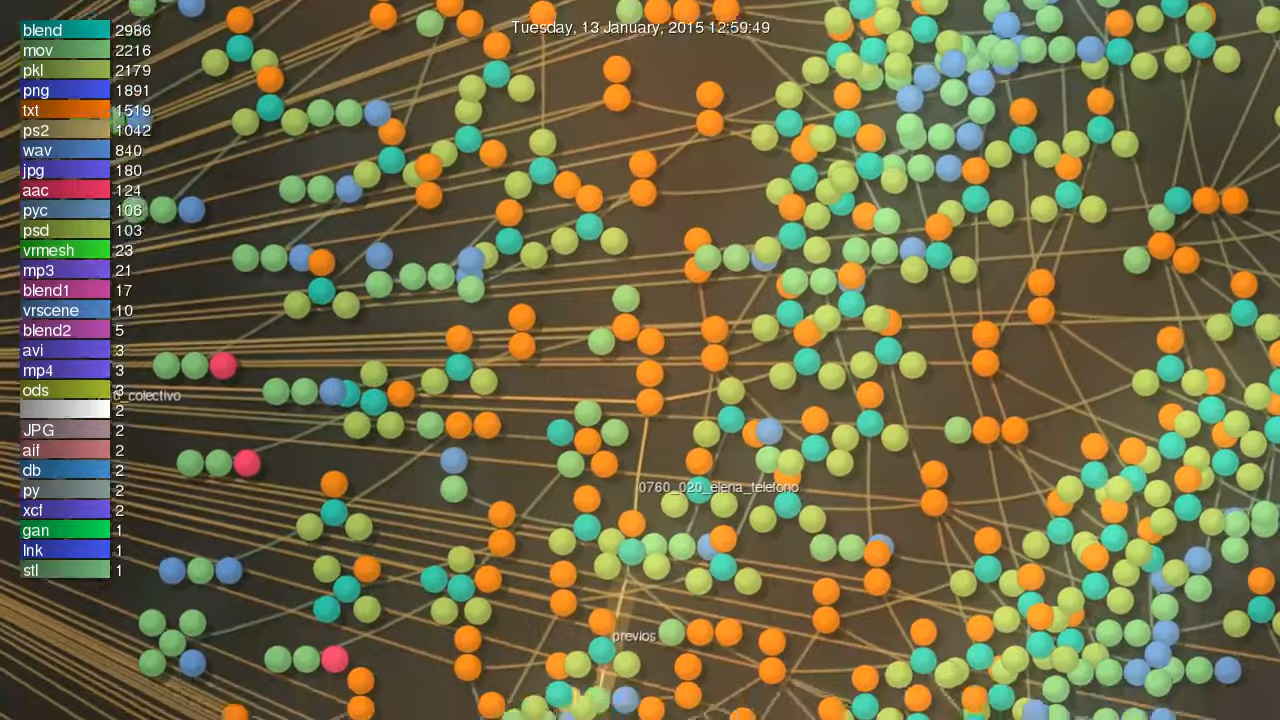 Tuesday, 13 January, 2015 12:59:49
blend 2986
mov 2216
pkl 2179
png 1891
txt 1519
ps2 1042
wav 840
jpg 180
aac 124
pyc 106
psd 103
vrmesh 23
mp3 21
blend1 17
vrscene 10
blend2 5
avi 3
mp4 3
ods 3
_colectivo
2
JPG 2
aif 2
db 2
py 2
xcf 2
gan 1
lnk 1
stl 1
0760_020_elena_telefono
previos